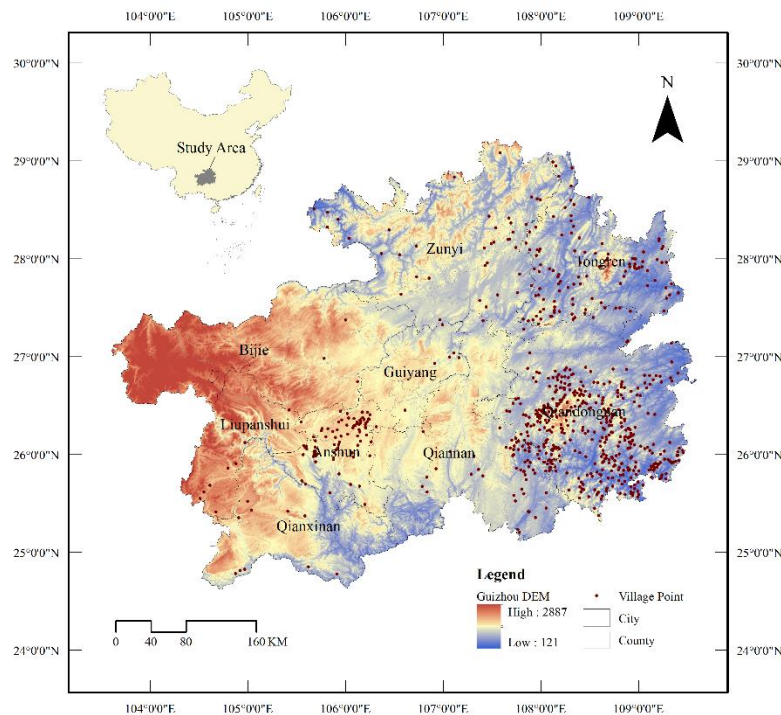 104°0'0"E 105°0'0"E 106°0'0"E 107°0'0"E 108°0'0"E 109°0'0"E
30°0'0"N 30°0'0"N
N
Study Area
29°0'0"N 29°0'0"N
Zunyi
Tongren
28°0'0"N 28°0'0"N
Bijie
27°0'0"N 27°0'0"N
Guiyang
Liupanshui
Qiandongnan
Anshun
Qiannan
26°0'0"N 26°0'0"N
Qianxinan
25°0'0"N 25°0'0"N
Legend
Guizhou DEM
Village Point
High : 2887
City
Low : 121
County
0 40 80 160 KM
24°0'0"N 24°0'0"N
104°0'0"E 105°0'0"E 106°0'0"E 107°0'0"E 108°0'0"E 109°0'0"E